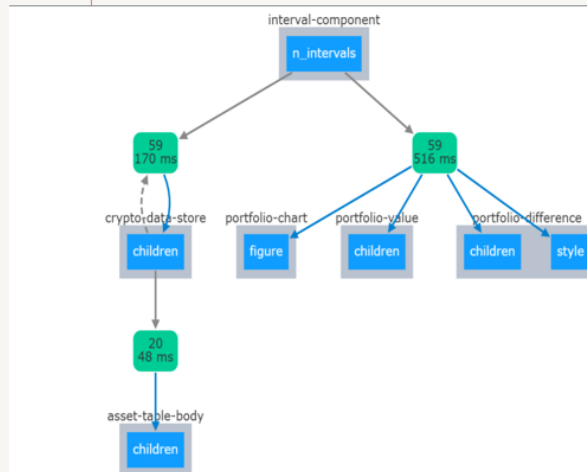 interval-component
n_intervals
59
170 ms
59
516 ms
crypto-data-store
children
portfolio-chart
figure
portfolio-value
children
portfolio-difference
children
style
20
48 ms
asset-table-body
children